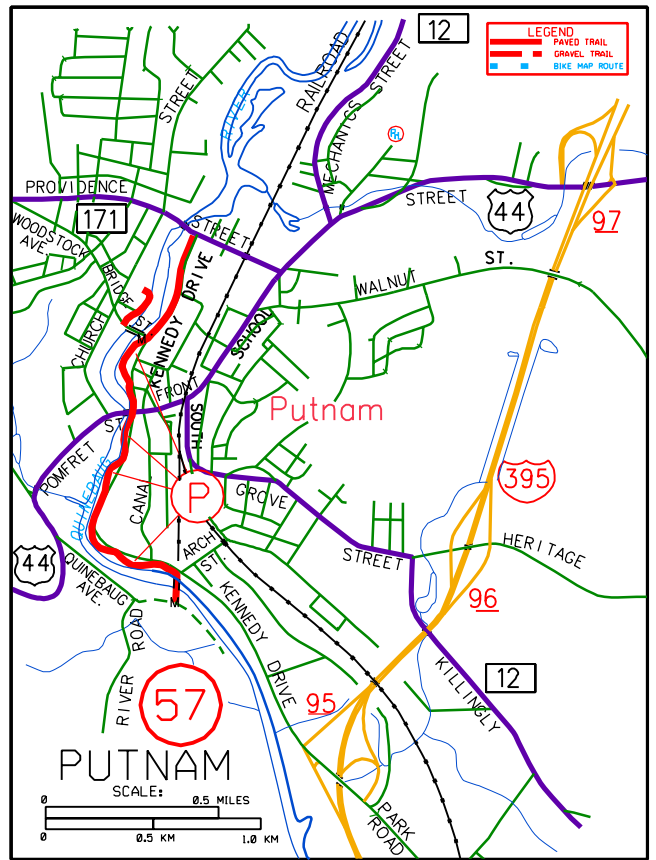 12
LEGEND
PAVED TRAIL
GRAVEL TRAIL
BIKE MAP ROUTE
RAILROAD
STREET
STREET
RIVER
MECHANICS
PROVIDENCE
STREET
STREET
44
97
171
WOODSTOCK
AVE.
BRIDGE
ST.
M
KENNEDY DRIVE
WALNUT
ST.
CHURCH
SCHOOL
FRONT
SOUTH
Putnam
POMFRET
ST.
QUINEBAUG
CANAL
P
GROVE
STREET
395
HERITAGE
44
QUINEBAUG
AVE.
ARCH
ST.
M
KENNEDY
DRIVE
96
RIVER ROAD
57
95
KILLINGLY
12
PUTNAM
SCALE:
0
0.5 MILES
0
0.5 KM
1.0 KM
PARK
ROAD